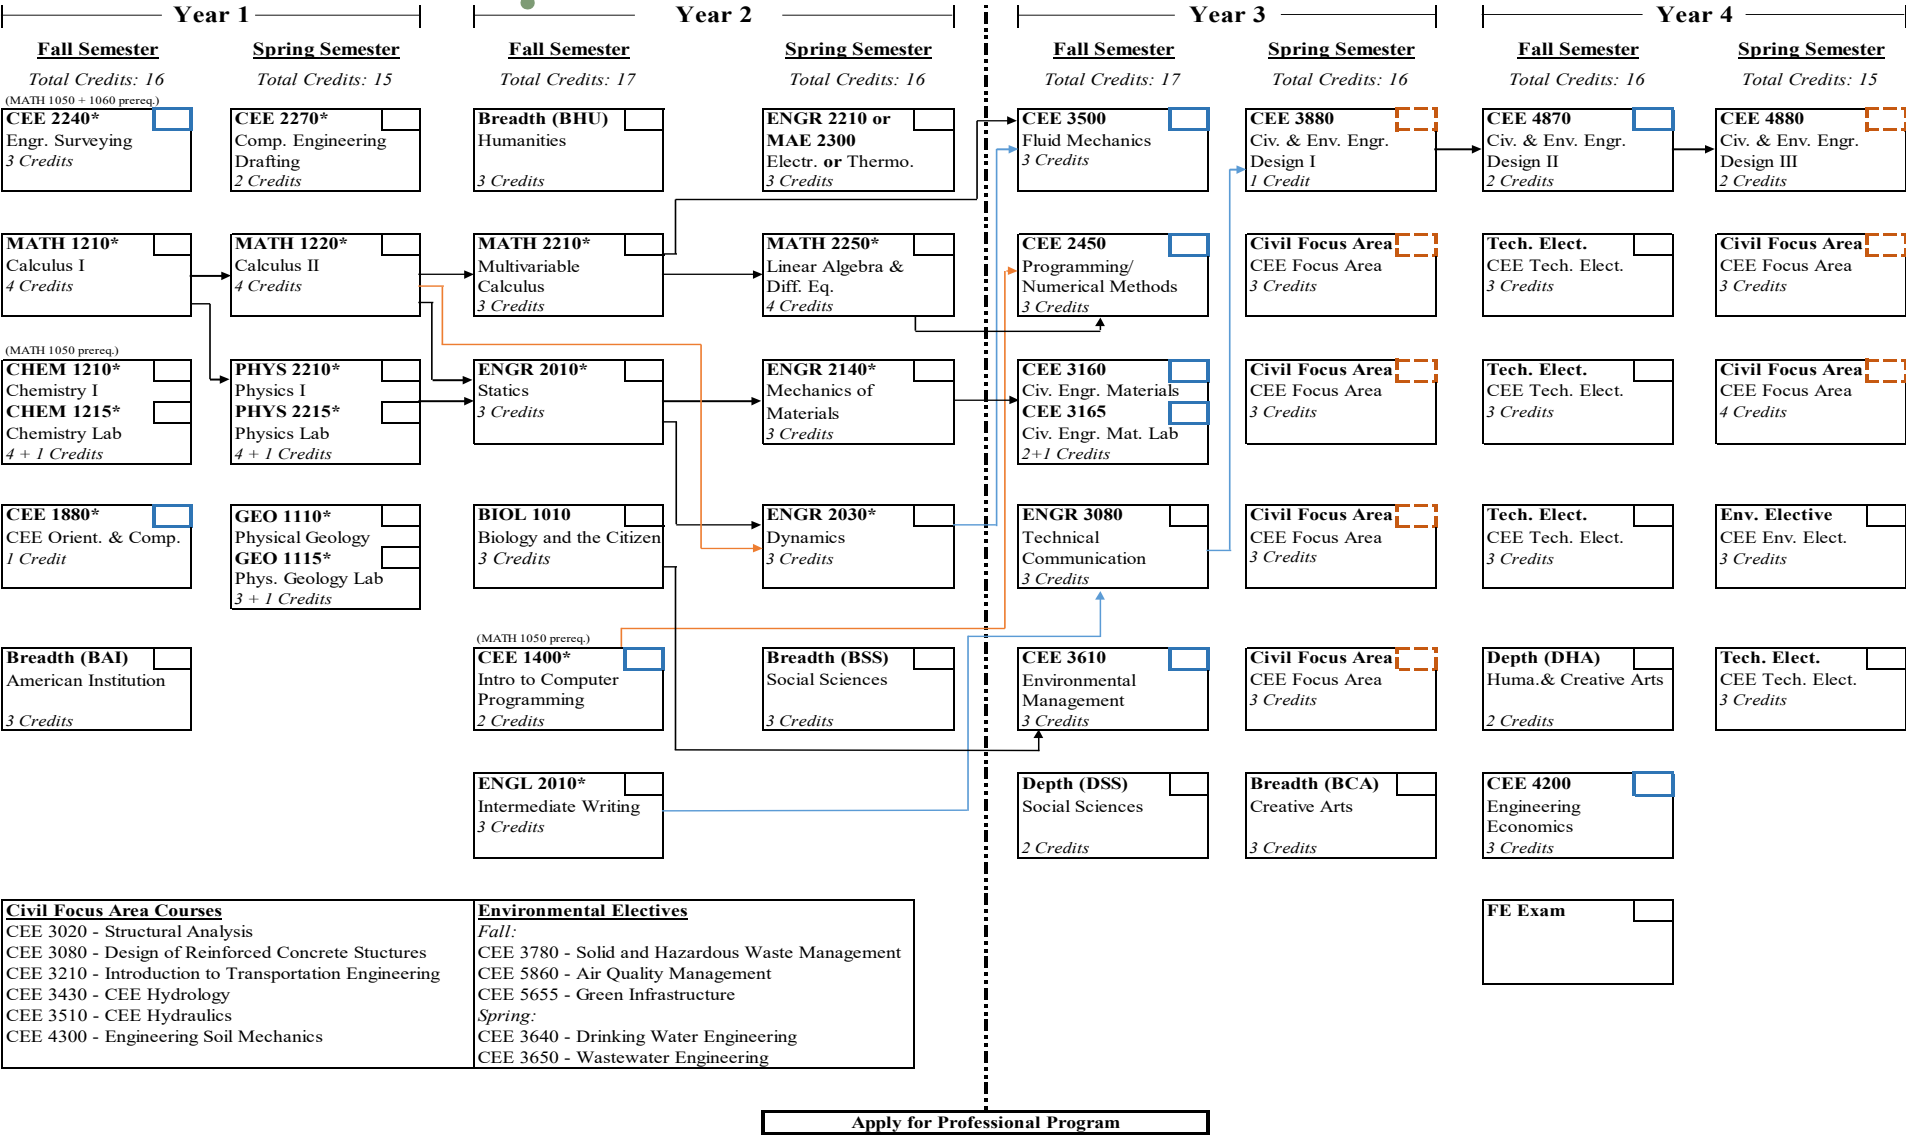 Year 1
Year 2
Year 3
Year 4
Fall Semester
Spring Semester
Fall Semester
Spring Semester
Fall Semester
Spring Semester
Fall Semester
Spring Semester
Total Credits: 16
Total Credits: 15
Total Credits: 17
Total Credits: 16
Total Credits: 17
Total Credits: 16
Total Credits: 16
Total Credits: 15
(MATH 1050 + 1060 prereq.)
CEE 2240*
Engr. Surveying
3 Credits
CEE 2270*
Comp. Engineering
Drafting
2 Credits
Breadth (BHU)
Humanities
3 Credits
ENGR 2210 or
MAE 2300
Electr. or Thermo.
3 Credits
CEE 3500
Fluid Mechanics
3 Credits
CEE 3880
Civ. & Env. Engr.
Design I
1 Credit
CEE 4870
Civ. & Env. Engr.
Design II
2 Credits
CEE 4880
Civ. & Env. Engr.
Design III
2 Credits
MATH 1210*
Calculus I
4 Credits
MATH 1220*
Calculus II
4 Credits
MATH 2210*
Multivariable
Calculus
3 Credits
MATH 2250*
Linear Algebra &
Diff. Eq.
4 Credits
CEE 2450
Programming/
Numerical Methods
3 Credits
Civil Focus Area
CEE Focus Area
3 Credits
Tech. Elect.
CEE Tech. Elect.
3 Credits
Civil Focus Area
CEE Focus Area
3 Credits
(MATH 1050 prereq.)
CHEM 1210*
Chemistry I
CHEM 1215*
Chemistry Lab
4 + 1 Credits
PHYS 2210*
Physics I
PHYS 2215*
Physics Lab
4 + 1 Credits
ENGR 2010*
Statics
3 Credits
ENGR 2140*
Mechanics of
Materials
3 Credits
CEE 3160
Civ. Engr. Materials
CEE 3165
Civ. Engr. Mat. Lab
2+1 Credits
Civil Focus Area
CEE Focus Area
3 Credits
Tech. Elect.
CEE Tech. Elect.
3 Credits
Civil Focus Area
CEE Focus Area
4 Credits
CEE 1880*
CEE Orient. & Comp.
1 Credit
GEO 1110*
Physical Geology
GEO 1115*
Phys. Geology Lab
3 + 1 Credits
BIOL 1010
Biology and the Citizen
3 Credits
ENGR 2030*
Dynamics
3 Credits
ENGR 3080
Technical
Communication
3 Credits
Civil Focus Area
CEE Focus Area
3 Credits
Tech. Elect.
CEE Tech. Elect.
3 Credits
Env. Elective
CEE Env. Elect.
3 Credits
Breadth (BAI)
American Institution
3 Credits
(MATH 1050 prereq.)
CEE 1400*
Intro to Computer
Programming
2 Credits
Breadth (BSS)
Social Sciences
3 Credits
CEE 3610
Environmental
Management
3 Credits
Civil Focus Area
CEE Focus Area
3 Credits
Depth (DHA)
Huma.& Creative Arts
2 Credits
Tech. Elect.
CEE Tech. Elect.
3 Credits
ENGL 2010*
Intermediate Writing
3 Credits
Depth (DSS)
Social Sciences
2 Credits
Breadth (BCA)
Creative Arts
3 Credits
CEE 4200
Engineering
Economics
3 Credits
FE Exam
Civil Focus Area Courses
CEE 3020 - Structural Analysis
CEE 3080 - Design of Reinforced Concrete Stuctures
CEE 3210 - Introduction to Transportation Engineering
CEE 3430 - CEE Hydrology
CEE 3510 - CEE Hydraulics
CEE 4300 - Engineering Soil Mechanics
Environmental Electives
Fall:
CEE 3780 - Solid and Hazardous Waste Management
CEE 5860 - Air Quality Management
CEE 5655 - Green Infrastructure
Spring:
CEE 3640 - Drinking Water Engineering
CEE 3650 - Wastewater Engineering
Apply for Professional Program